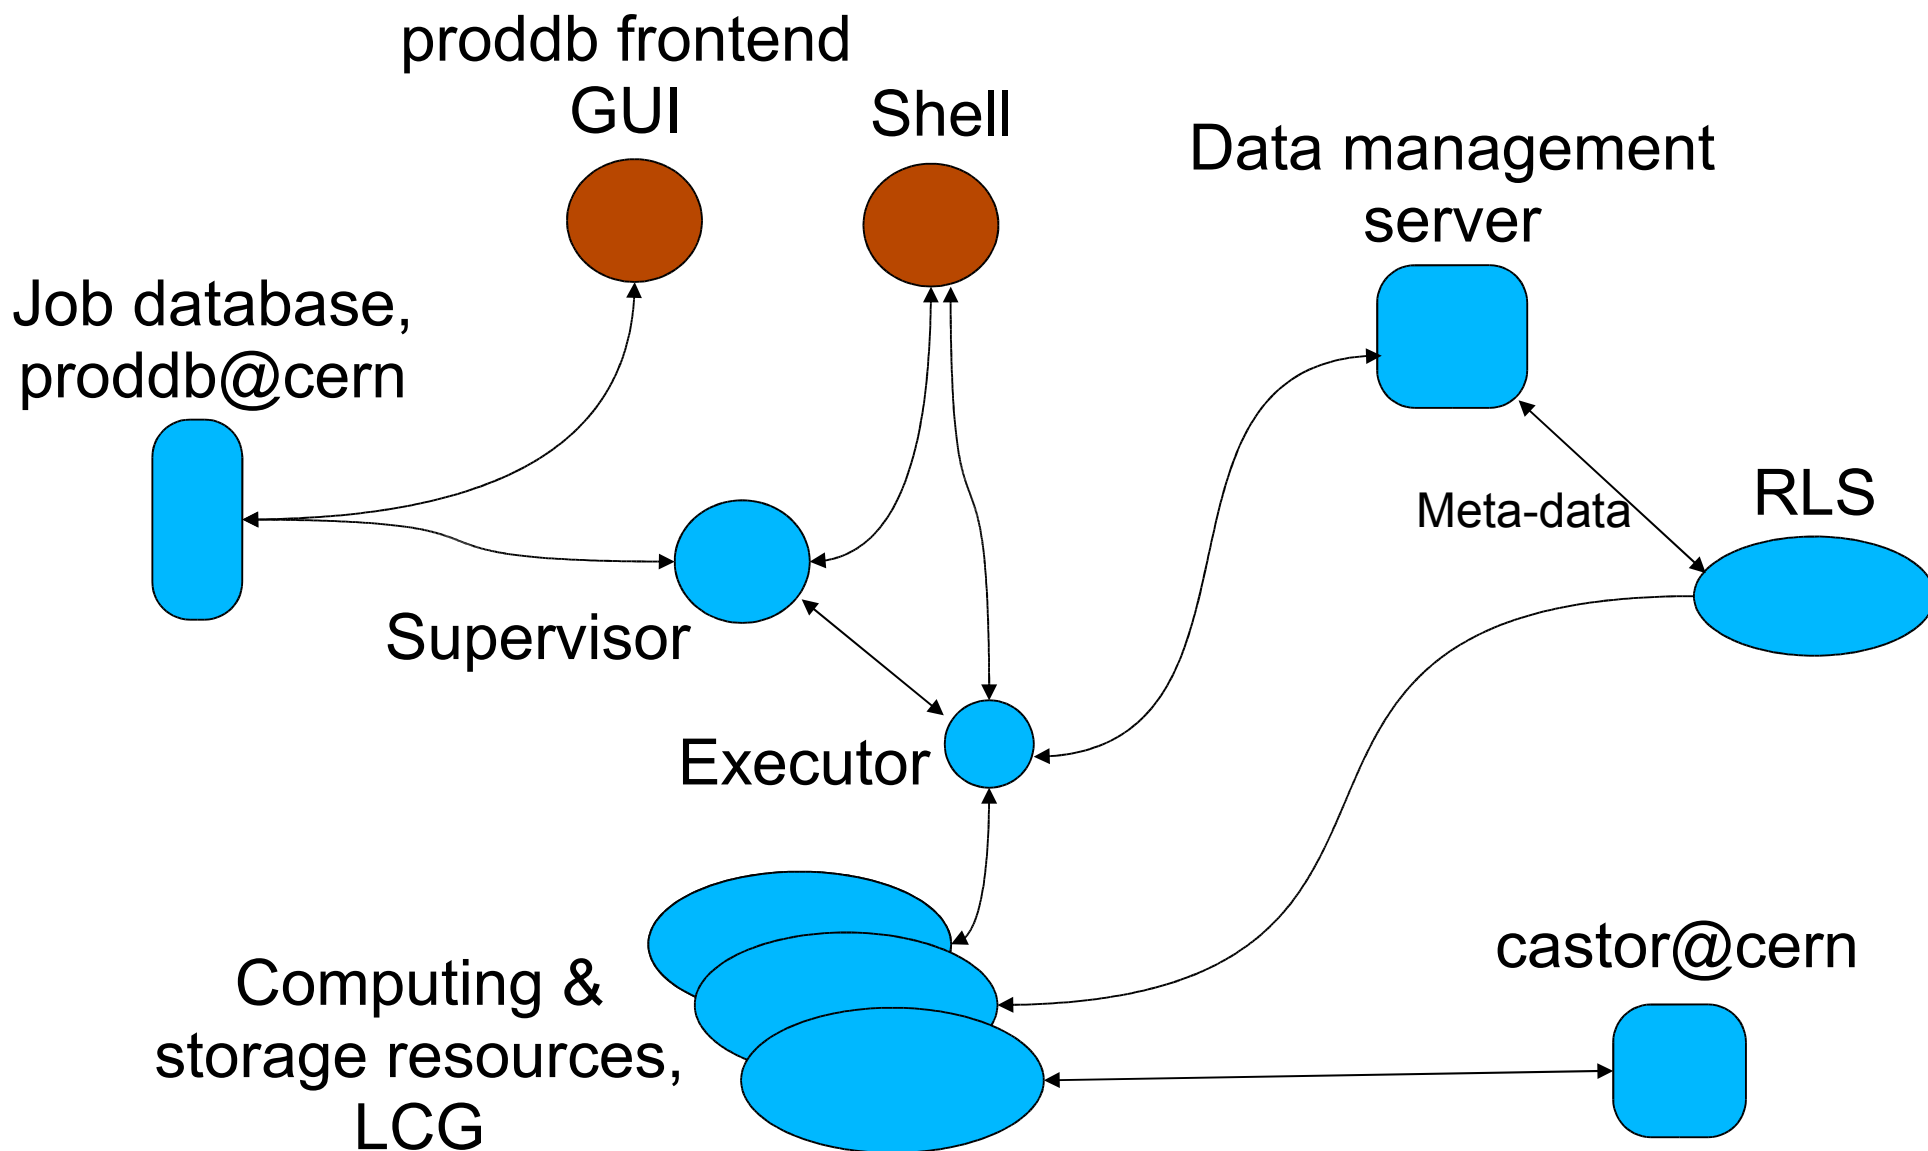 proddb frontend
GUI
Shell
Data management
server
Job database,
proddb@cern
Meta-data
RLS
Supervisor
Executor
Computing &
storage resources,
LCG
castor@cern